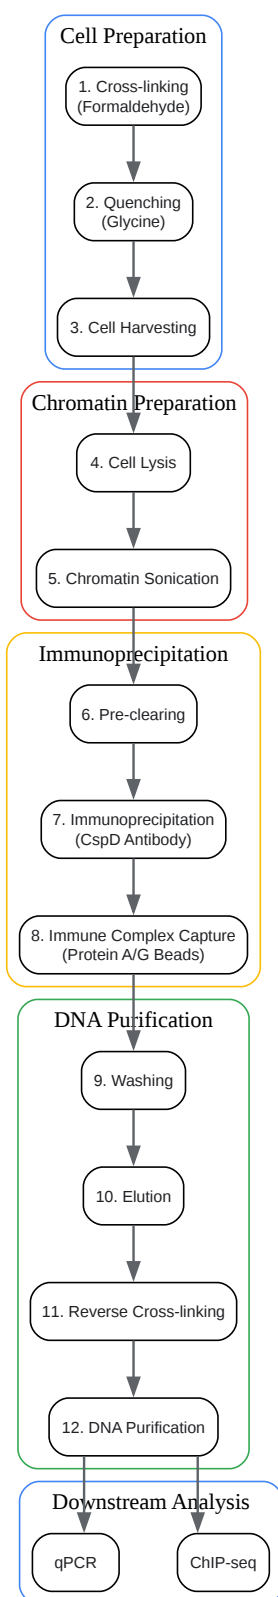 Cell Preparation
1. Cross-linking
(Formaldehyde)
2. Quenching
(Glycine)
3. Cell Harvesting
Chromatin Preparation
4. Cell Lysis
5. Chromatin Sonication
Immunoprecipitation
6. Pre-clearing
7. Immunoprecipitation
(CspD Antibody)
8. Immune Complex Capture
(Protein A/G Beads)
DNA Purification
9. Washing
10. Elution
11. Reverse Cross-linking
12. DNA Purification
Downstream Analysis
qPCR
ChIP-seq